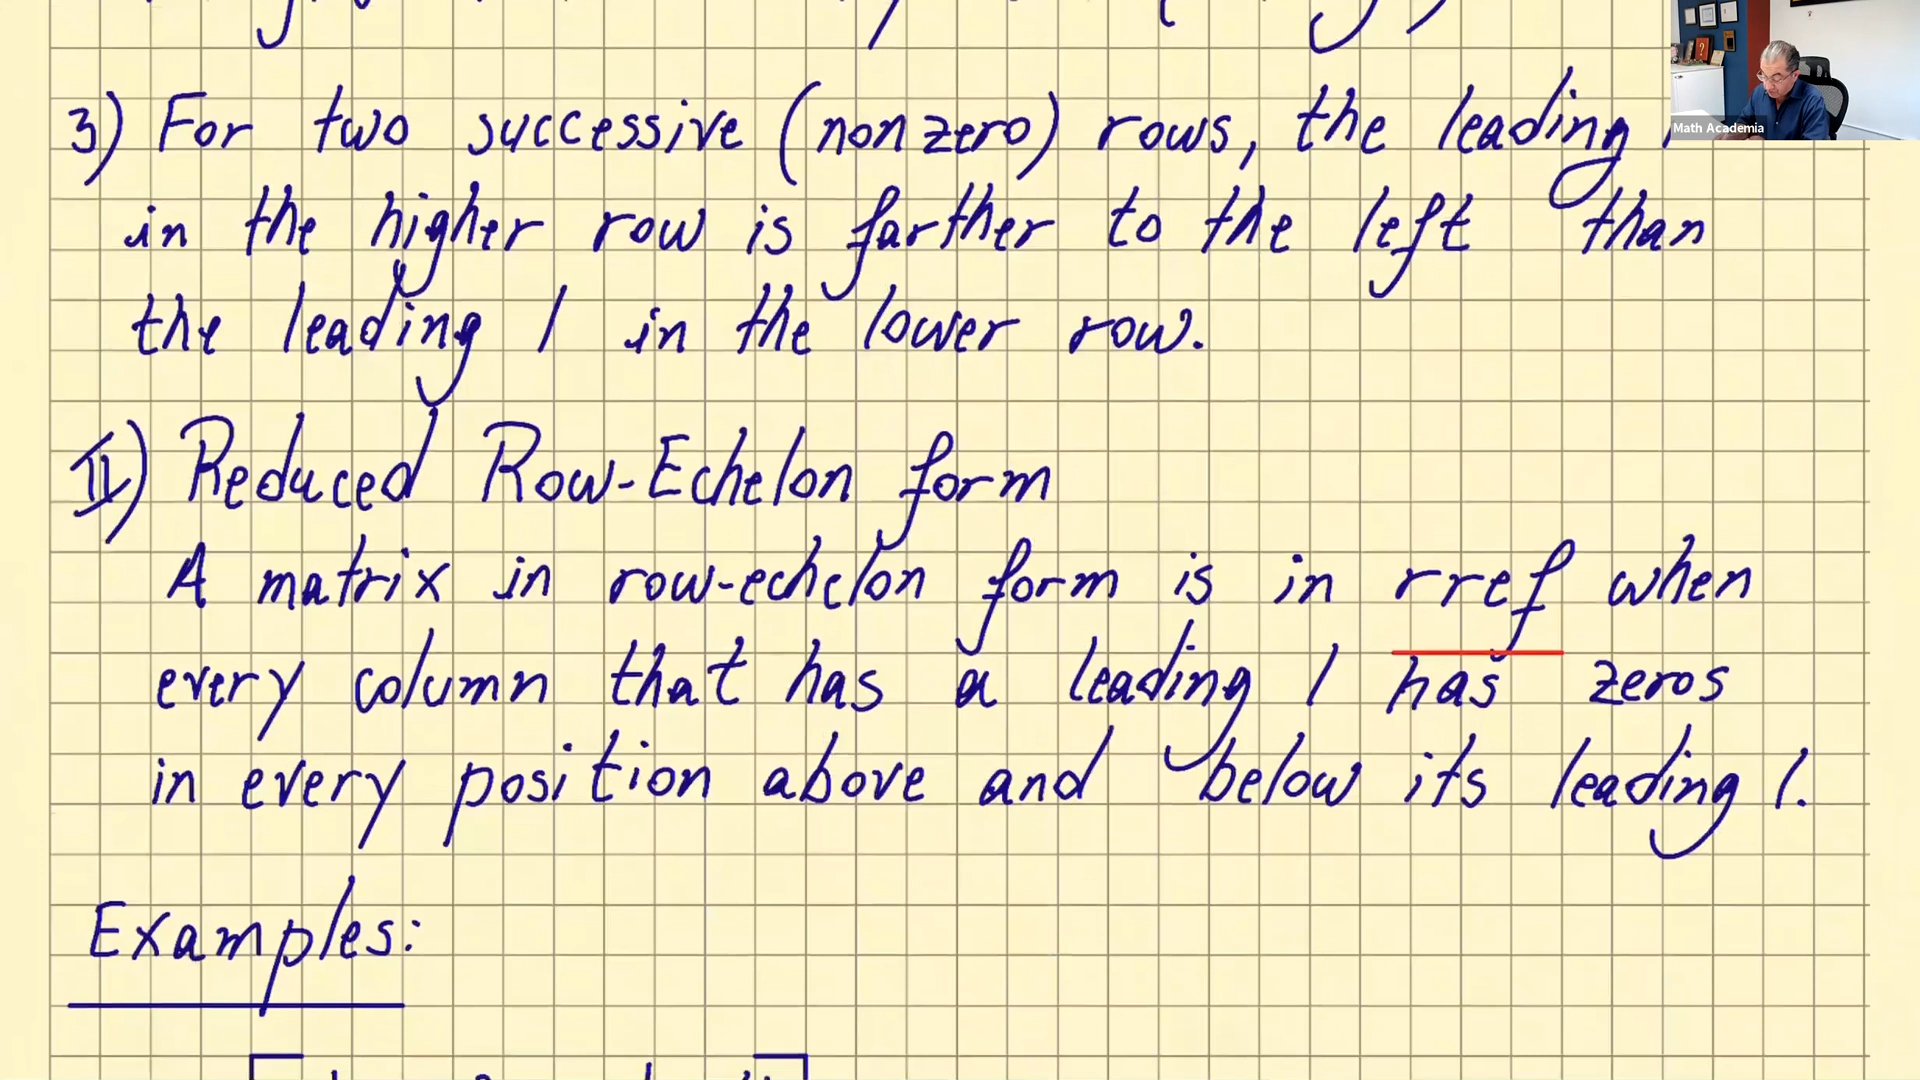 3) For two successive (nonzero) rows, the leading
in the higher row is farther to the left than
the leading 1 in the lower row.
II) Reduced Row-Echelon form
A matrix in row-echelon form is in rref when
every column that has a leading 1 has zeros
in every position above and below its leading 1.
Examples:
Math Academia